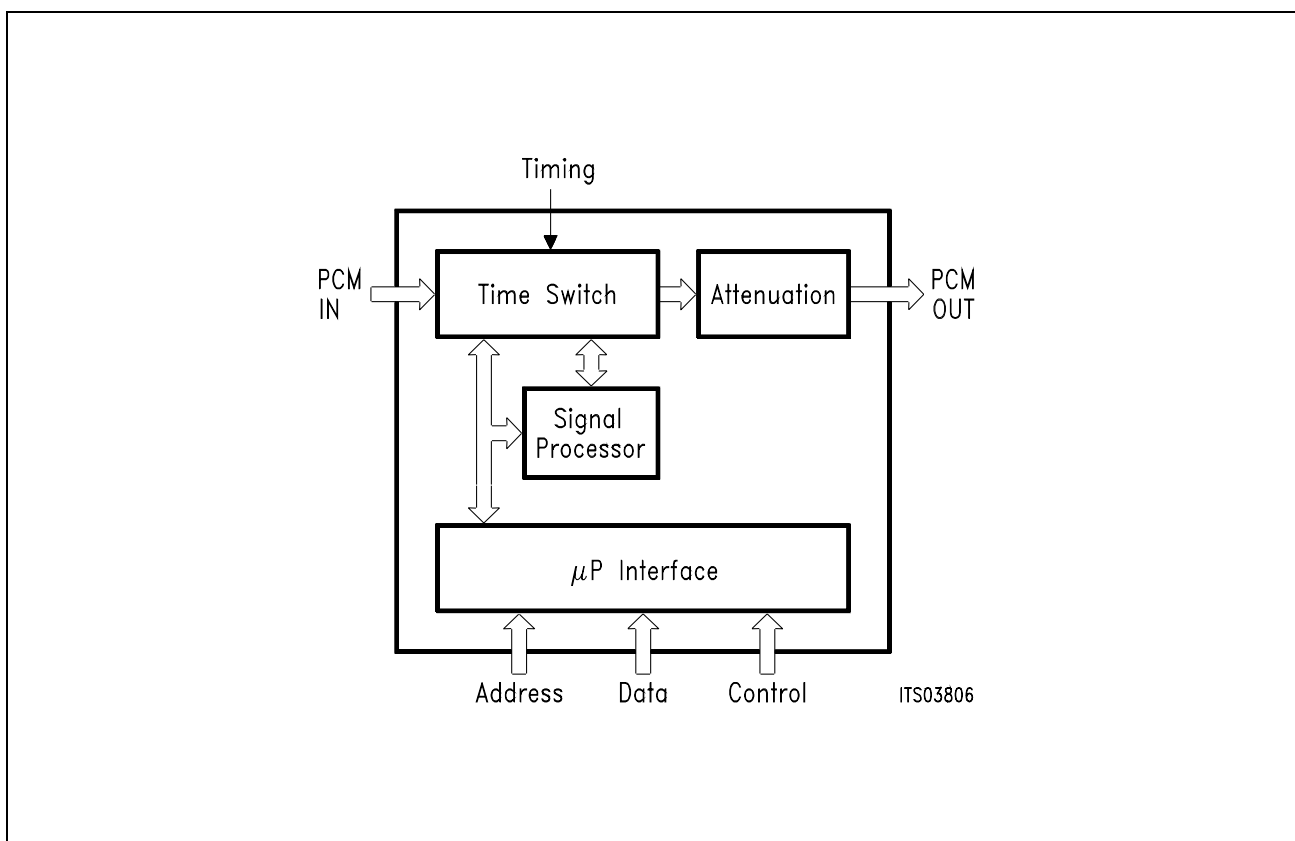 Timing
PCM
IN
Time Switch
Attenuation
PCM
OUT
Signal
Processor
μP Interface
Address
Data
Control
ITS03806